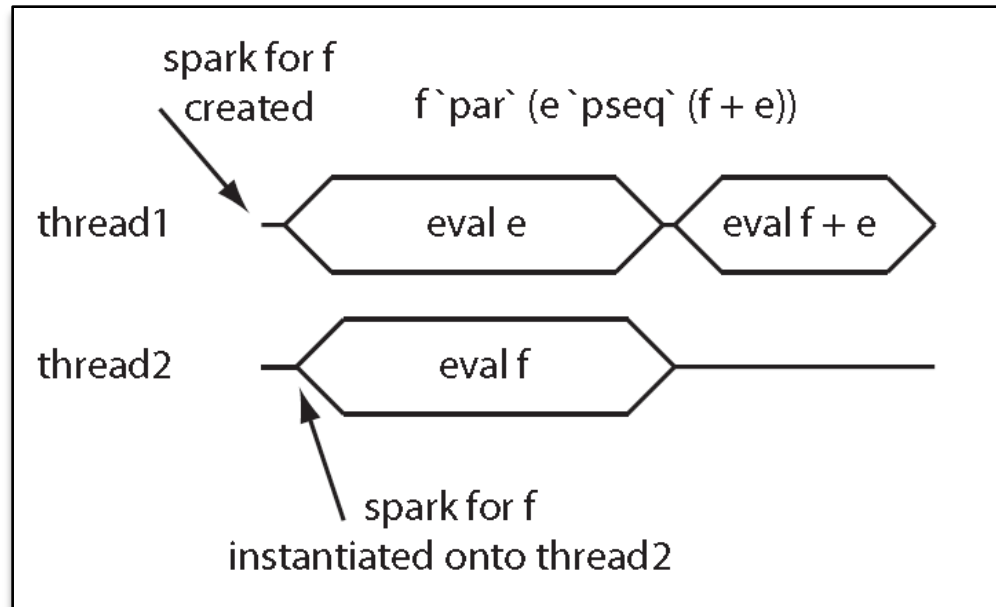 spark for f
created
f `par` (e `pseq` (f + e))
thread1
eval e
eval f + e
thread2
eval f
spark for f
instantiated onto thread2